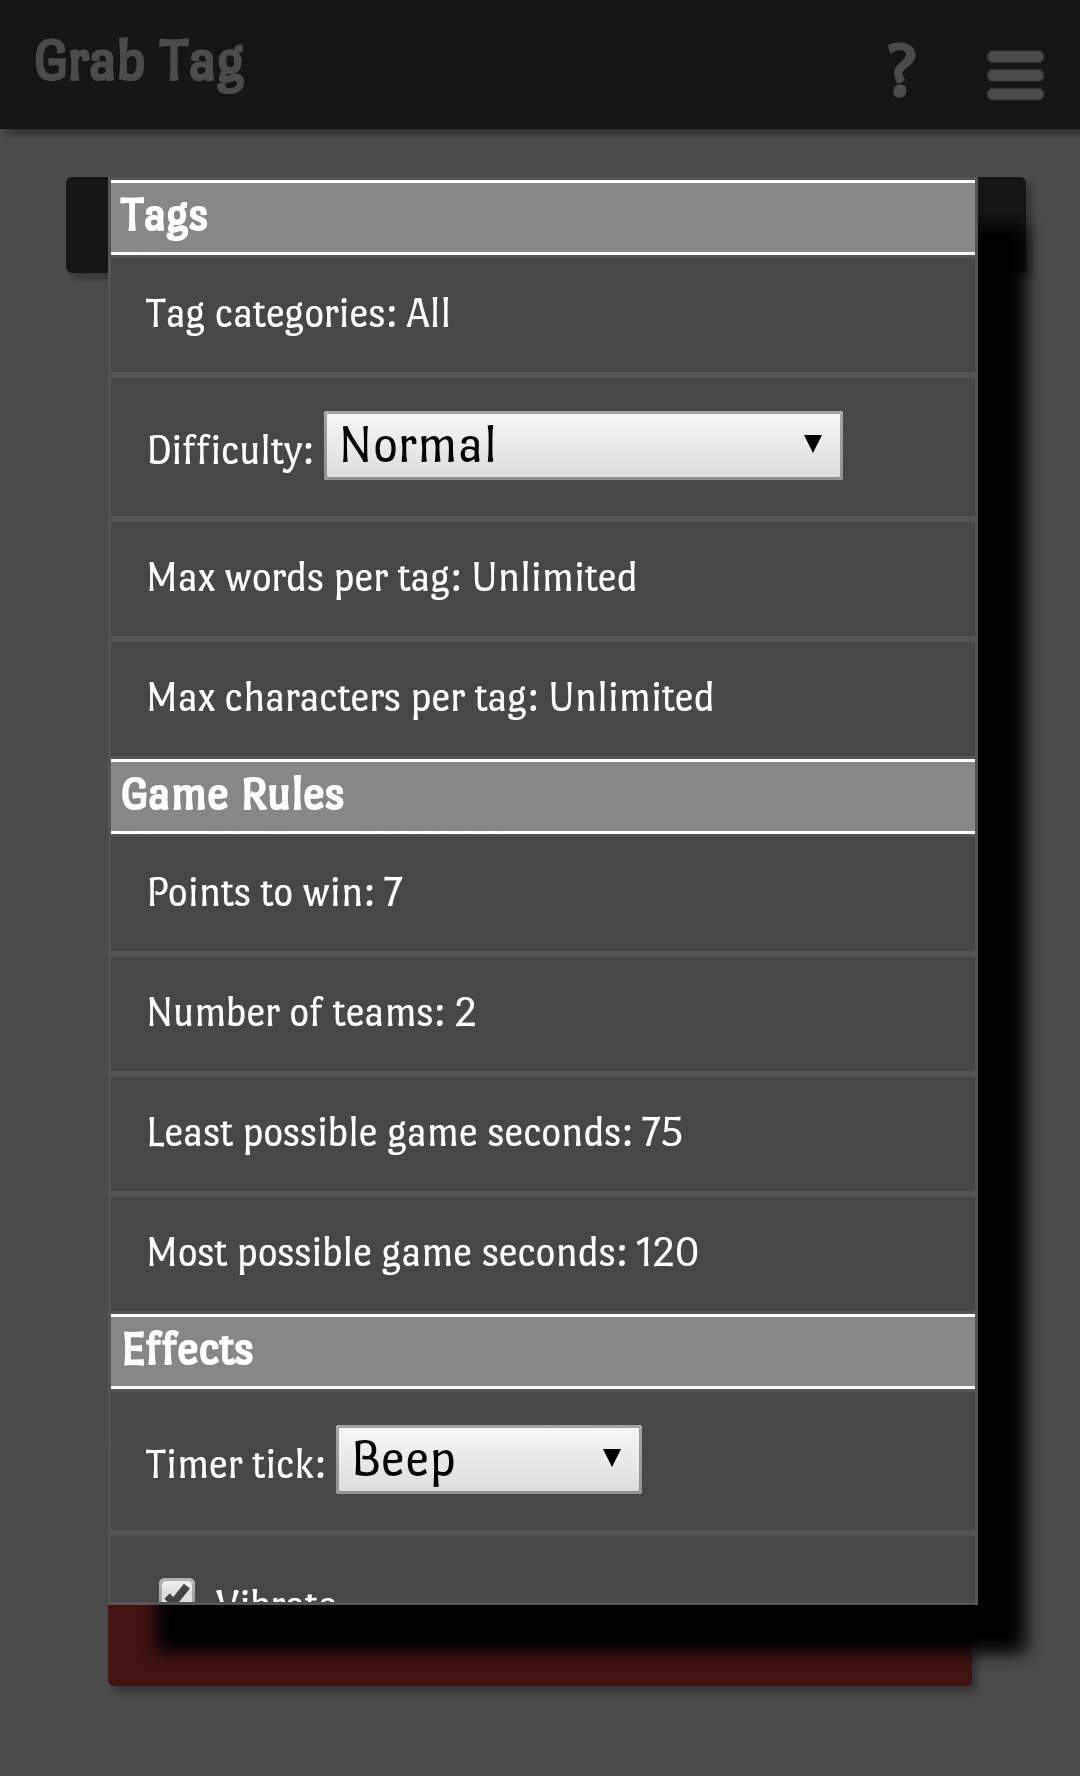 Grab Tag ?
Tags
Tag categories: All
Difficulty: Normal
Max words per tag: Unlimited
Max characters per tag: Unlimited
Game Rules
Points to win: 7
Number of teams: 2
Least possible game seconds: 75
Most possible game seconds: 120
Effects
Timer tick: Beep
Vibrate